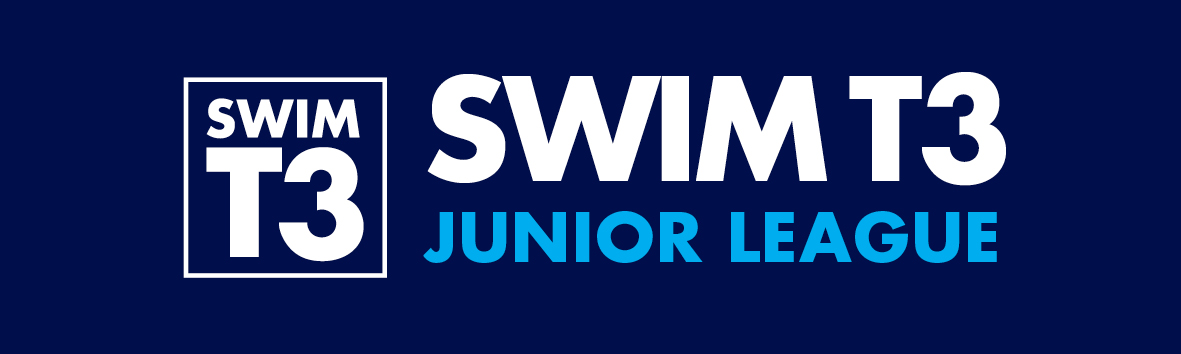 SWIM
T3
SWIM T3
JUNIOR LEAGUE